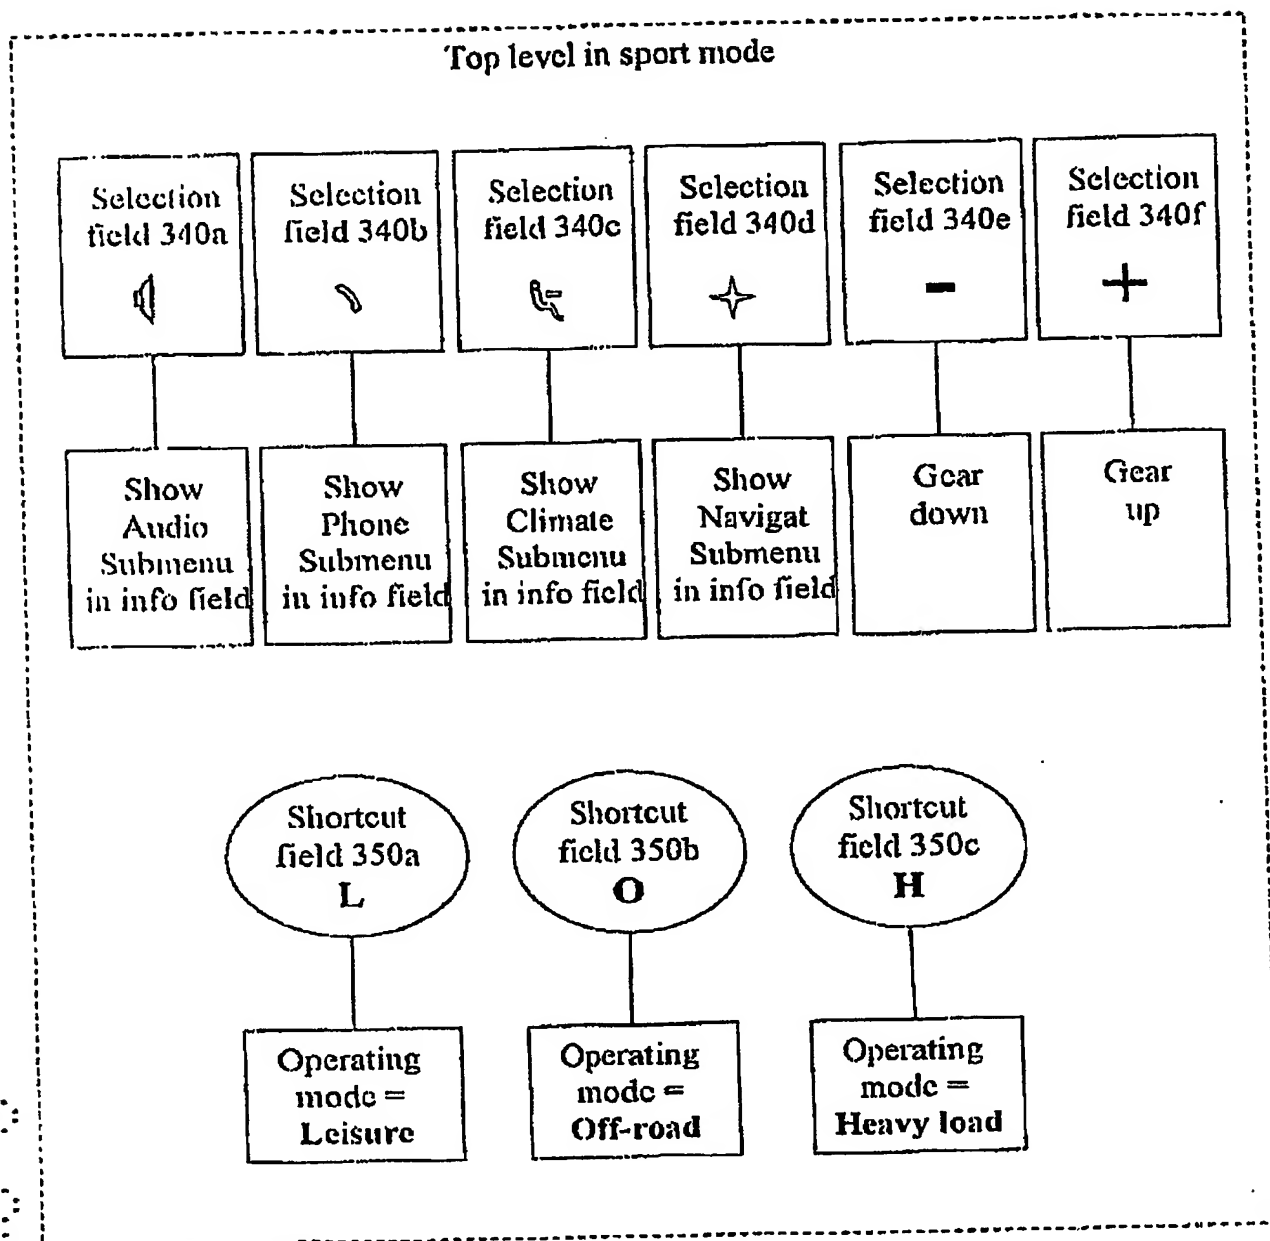 Top level in sport mode
Selection
field 340a
Selection
field 340b
Selection
field 340c
Selection
field 340d
Selection
field 340e
−
Selection
field 340f
+
Show
Audio
Submenu
in info field
Show
Phone
Submenu
in info field
Show
Climate
Submenu
in info field
Show
Navigat
Submenu
in info field
Gear
down
Gear
up
Shortcut
field 350a
L
Shortcut
field 350b
O
Shortcut
field 350c
H
Operating
mode =
Leisure
Operating
mode =
Off-road
Operating
mode =
Heavy load